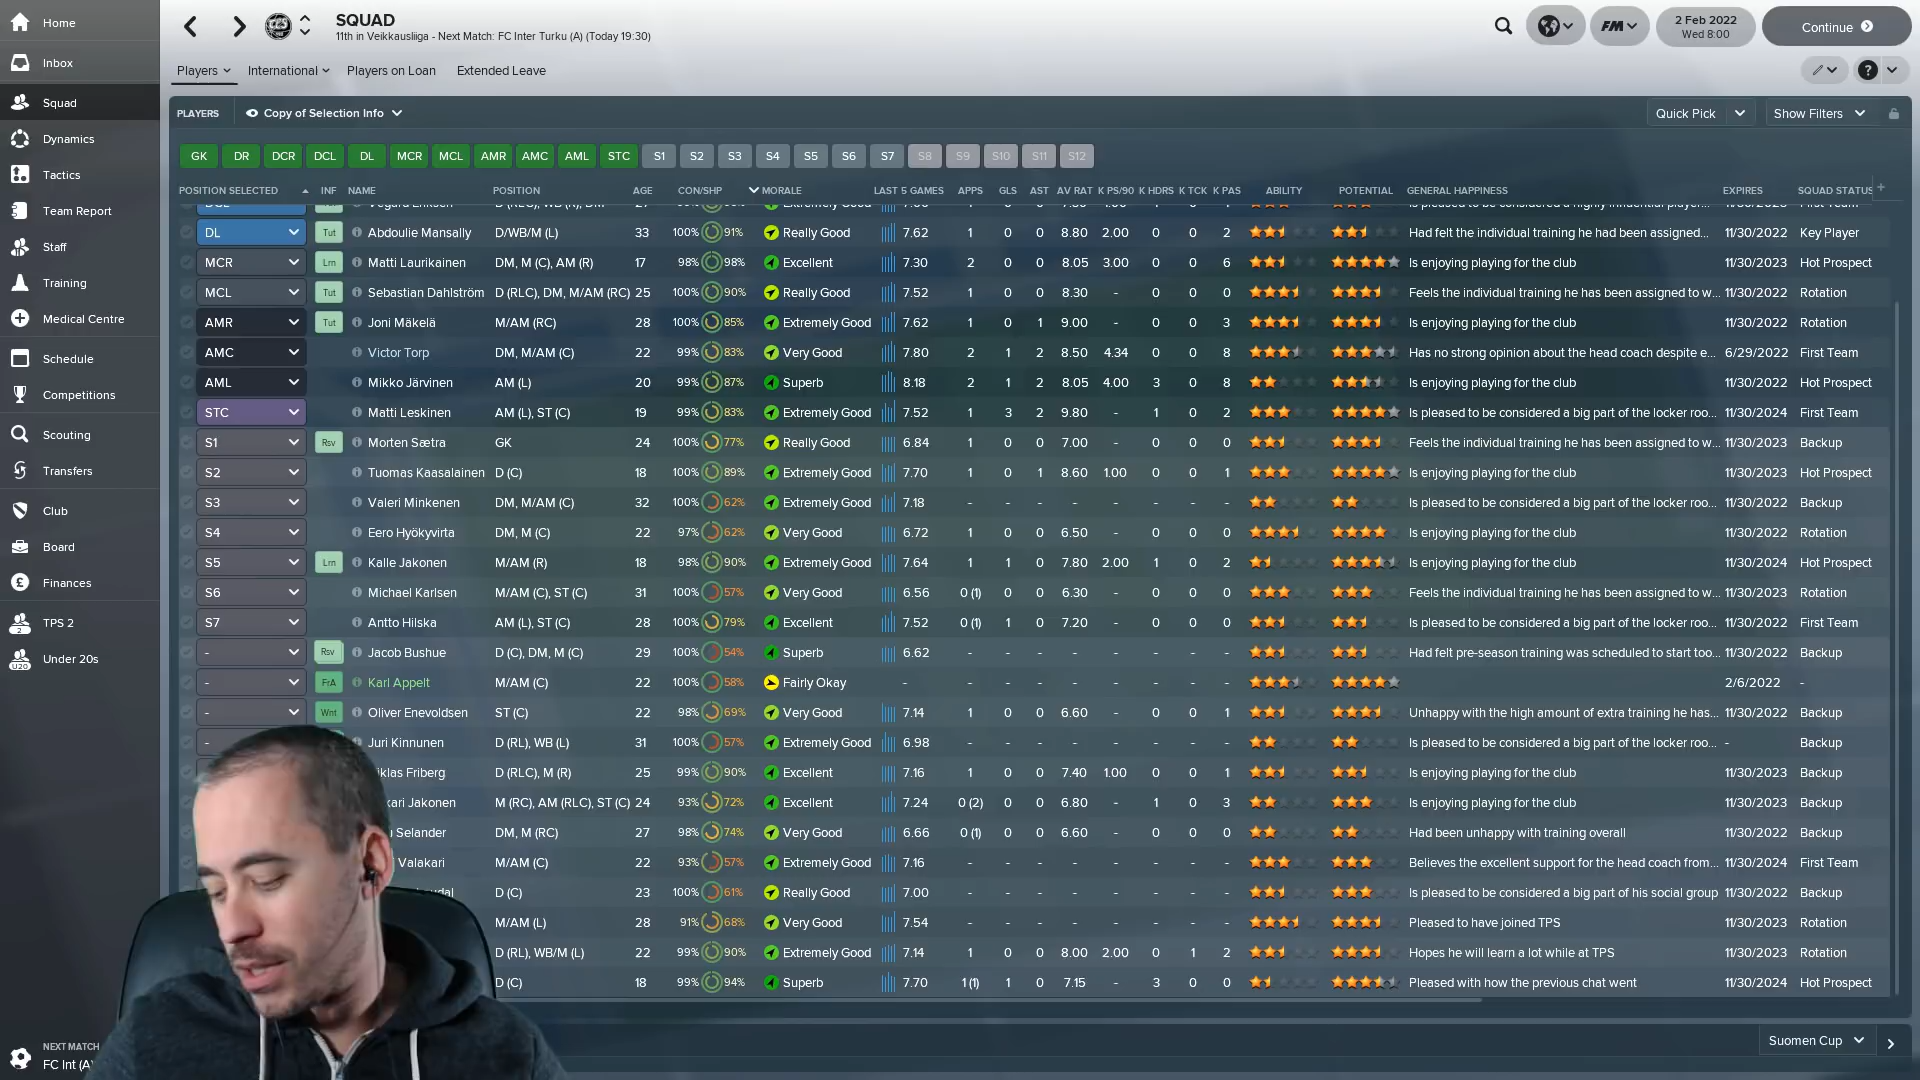 Home
Inbox
Squad
Dynamics
Tactics
Team Report
Staff
Training
Medical Centre
Schedule
Competitions
Scouting
Transfers
Club
Board
Finances
TPS 2
Under 20s
NEXT MATCH
FC Int (A)
SQUAD
11th in Veikkausliiga - Next Match: FC Inter Turku (A) (Today 19:30)
FM
2 Feb 2022
Wed 8:00
Continue
Players International Players on Loan Extended Leave
PLAYERS Copy of Selection Info Quick Pick Show Filters
GK DR DCR DCL DL MCR MCL AMR AMC AML STC S1 S2 S3 S4 S5 S6 S7 S8 S9 S10 S11 S12
POSITION SELECTED INF NAME POSITION AGE CON/SHP MORALE LAST 5 GAMES APPS GLS AST AV RAT K PS/90 K HDRS K TCK K PAS ABILITY POTENTIAL GENERAL HAPPINESS EXPIRES SQUAD STATUS
DL Tut Abdoulie Mansally D/WB/M (L) 33 100% 91% Really Good 7.62 1 0 0 8.80 2.00 0 0 2 Had felt the individual training he had been assigned... 11/30/2022 Key Player
MCR Lrn Matti Laurikainen DM, M (C), AM (R) 17 98% 98% Excellent 7.30 2 0 0 8.05 3.00 0 0 6 Is enjoying playing for the club 11/30/2023 Hot Prospect
MCL Tut Sebastian Dahlström D (RLC), DM, M/AM (RC) 25 100% 90% Really Good 7.52 1 0 0 8.30 - 0 0 0 Feels the individual training he has been assigned to w... 11/30/2022 Rotation
AMR Tut Joni Mäkelä M/AM (RC) 28 100% 85% Extremely Good 7.62 1 0 1 9.00 - 0 0 3 Is enjoying playing for the club 11/30/2022 Rotation
AMC Victor Torp DM, M/AM (C) 22 99% 83% Very Good 7.80 2 1 2 8.50 4.34 0 0 8 Has no strong opinion about the head coach despite e... 6/29/2022 First Team
AML Mikko Järvinen AM (L) 20 99% 87% Superb 8.18 2 1 2 8.05 4.00 3 0 8 Is enjoying playing for the club 11/30/2022 Hot Prospect
STC Matti Leskinen AM (L), ST (C) 19 99% 83% Extremely Good 7.52 1 3 2 9.80 - 1 0 2 Is pleased to be considered a big part of the locker roo... 11/30/2024 First Team
S1 Rsv Morten Sætra GK 24 100% 77% Really Good 6.84 1 0 0 7.00 - 0 0 0 Feels the individual training he has been assigned to w... 11/30/2023 Backup
S2 Tuomas Kaasalainen D (C) 18 100% 89% Extremely Good 7.70 1 0 1 8.60 1.00 0 0 1 Is enjoying playing for the club 11/30/2023 Hot Prospect
S3 Valeri Minkenen DM, M/AM (C) 32 100% 62% Extremely Good 7.18 - - - - - - - - Is pleased to be considered a big part of the locker roo... 11/30/2022 Backup
S4 Eero Hyökyvirta DM, M (C) 22 97% 62% Very Good 6.72 1 0 0 6.50 - 0 0 0 Is enjoying playing for the club 11/30/2022 Rotation
S5 Lrn Kalle Jakonen M/AM (R) 18 98% 90% Extremely Good 7.64 1 1 0 7.80 2.00 1 0 2 Is enjoying playing for the club 11/30/2024 Hot Prospect
S6 Michael Karlsen M/AM (C), ST (C) 31 100% 57% Very Good 6.56 0 (1) 0 0 6.30 - 0 0 0 Feels the individual training he has been assigned to w... 11/30/2023 Rotation
S7 Antto Hilska AM (L), ST (C) 28 100% 79% Excellent 7.52 0 (1) 1 0 7.20 - 0 0 0 Is pleased to be considered a big part of the locker roo... 11/30/2022 First Team
- Rsv Jacob Bushue D (C), DM, M (C) 29 100% 54% Superb 6.62 - - - - - - - - Had felt pre-season training was scheduled to start too... 11/30/2022 Backup
- FrA Karl Appelt M/AM (C) 22 100% 58% Fairly Okay - - - - - - - - - 2/6/2022 -
- Wnt Oliver Enevoldsen ST (C) 22 98% 69% Very Good 7.14 1 0 0 6.60 - 0 0 1 Unhappy with the high amount of extra training he has... 11/30/2022 Backup
- Juri Kinnunen D (RL), WB (L) 31 100% 57% Extremely Good 6.98 - - - - - - - - Is pleased to be considered a big part of the locker roo... - Backup
Friberg D (RLC), M (R) 25 99% 90% Excellent 7.16 1 0 0 7.40 1.00 0 0 1 Is enjoying playing for the club 11/30/2023 Backup
Jakonen M (RC), AM (RLC), ST (C) 24 93% 72% Excellent 7.24 0 (2) 0 0 6.80 - 1 0 3 Is enjoying playing for the club 11/30/2023 Backup
Selander DM, M (RC) 27 98% 74% Very Good 6.66 0 (1) 0 0 6.60 - 0 0 0 Had been unhappy with training overall 11/30/2022 Backup
Valakari M/AM (C) 22 93% 57% Extremely Good 7.16 - - - - - - - - Believes the excellent support for the head coach from... 11/30/2024 First Team
D (C) 23 100% 61% Really Good 7.00 - - - - - - - - Is pleased to be considered a big part of his social group 11/30/2022 Backup
M/AM (L) 28 91% 68% Very Good 7.54 - - - - - - - - Pleased to have joined TPS 11/30/2023 Rotation
D (RL), WB/M (L) 22 99% 90% Extremely Good 7.14 1 0 0 8.00 2.00 0 1 2 Hopes he will learn a lot while at TPS 11/30/2023 Rotation
D (C) 18 99% 94% Superb 7.70 1 (1) 1 0 7.15 - 3 0 0 Pleased with how the previous chat went 11/30/2024 Hot Prospect
Suomen Cup